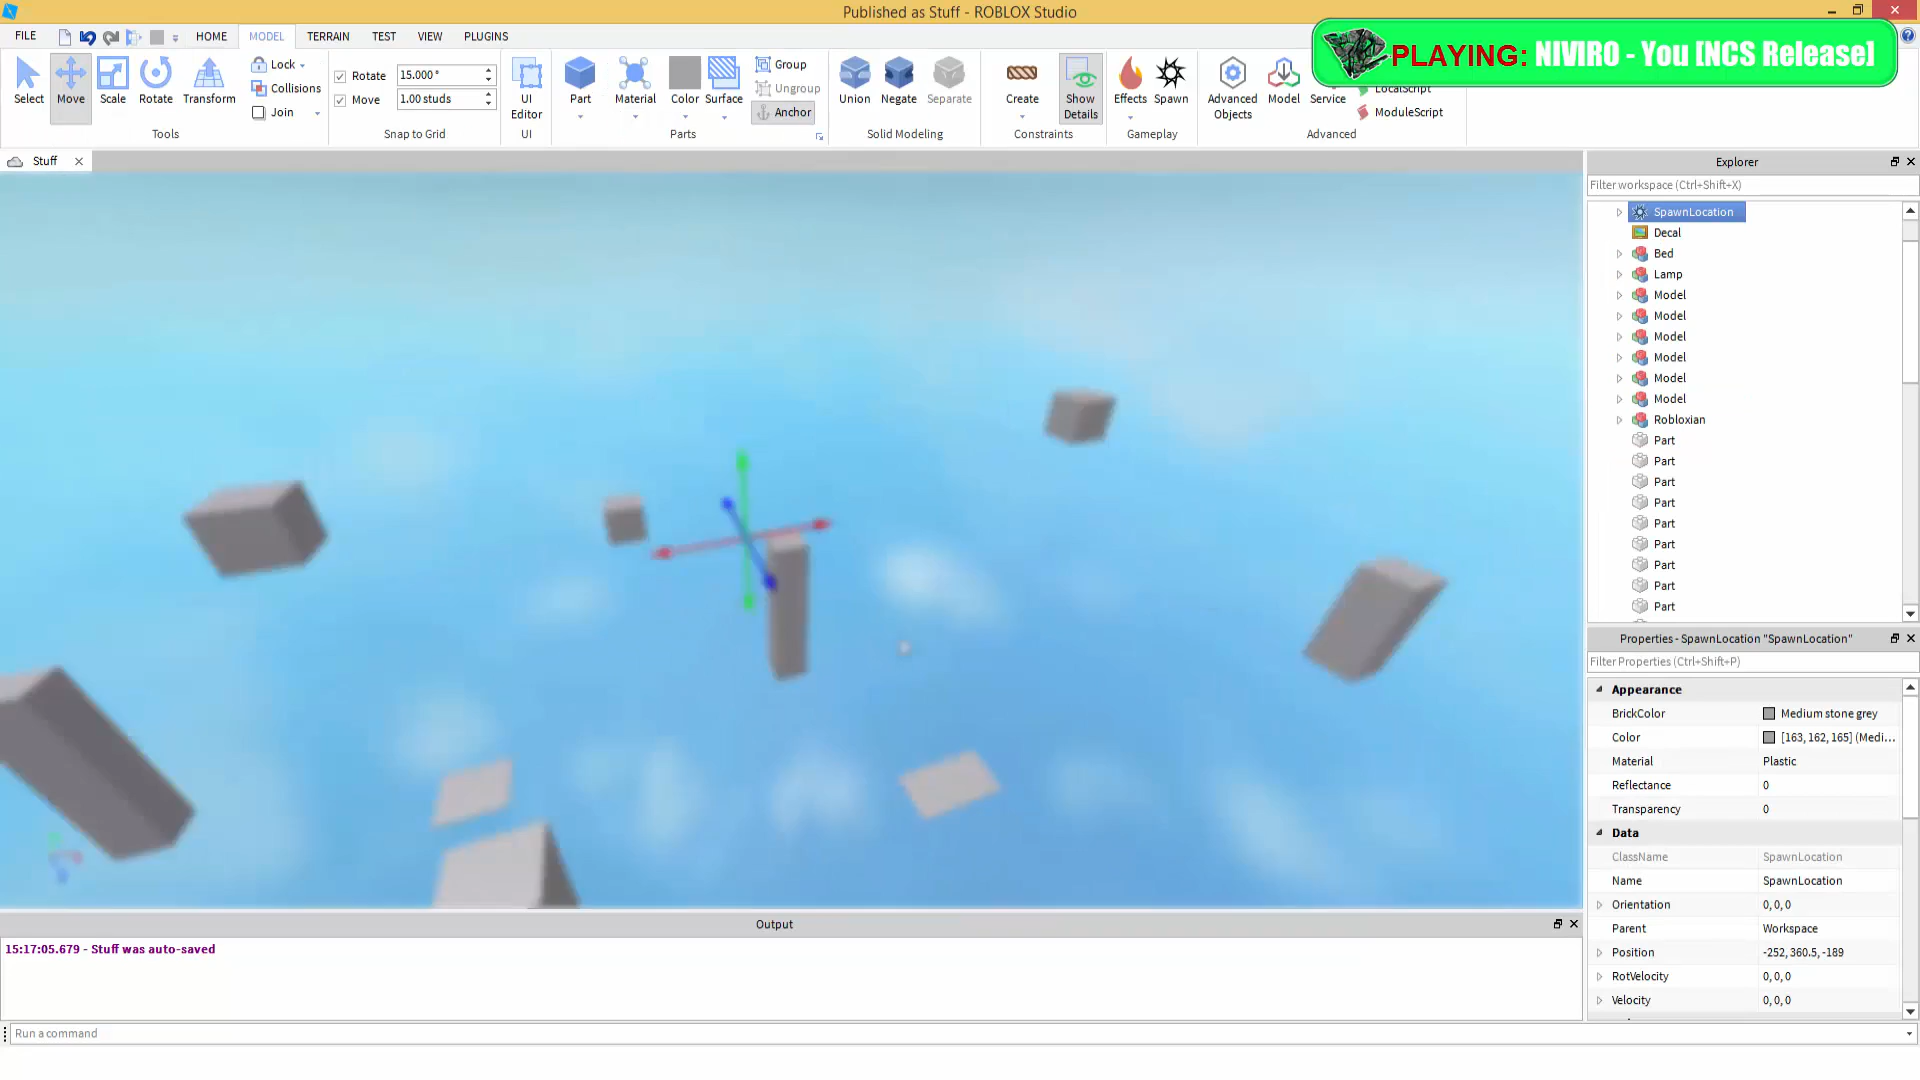 Published as Stuff - ROBLOX Studio
FILE HOME MODEL TERRAIN TEST VIEW PLUGINS
PLAYING: NIVIRO - You [NCS Release]
Select Move Scale Rotate Transform
Lock
Collisions
Join
Tools
Rotate 15.000 °
Move 1.00 studs
Snap to Grid
UI Editor
UI
Part Material Color Surface
Group
Ungroup
Anchor
Parts
Union Negate Separate
Solid Modeling
Create Show Details
Constraints
Effects Spawn
Gameplay
Advanced Objects Model Service
LocalScript
ModuleScript
Advanced
Stuff
Explorer
Filter workspace (Ctrl+Shift+X)
SpawnLocation
Decal
Bed
Lamp
Model
Model
Model
Model
Model
Model
Robloxian
Part
Part
Part
Part
Part
Part
Part
Part
Part
Properties - SpawnLocation "SpawnLocation"
Filter Properties (Ctrl+Shift+P)
Appearance
BrickColor Medium stone grey
Color [163, 162, 165] (Medi...
Material Plastic
Reflectance 0
Transparency 0
Data
ClassName SpawnLocation
Name SpawnLocation
Orientation 0, 0, 0
Parent Workspace
Position -252, 360.5, -189
RotVelocity 0, 0, 0
Velocity 0, 0, 0
Output
15:17:05.679 - Stuff was auto-saved
Run a command